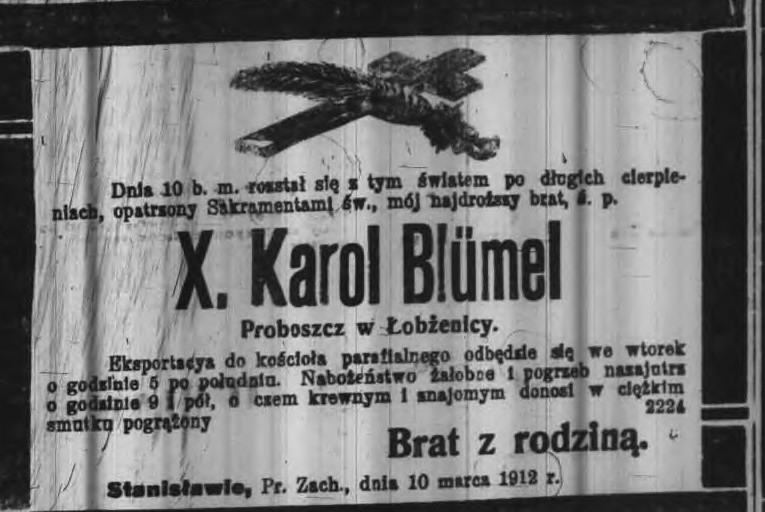 Dnia 10 b. m. rozstał się z tym światem po długich cierpie-
niach, opatrzony Sakramentami św., mój najdroższy brat, ś. p.
X. Karol Blümel
Proboszcz w Łobżenicy.
Eksportacya do kościoła parafialnego odbędzie się we wtorek
o godzinie 5 po południu. Nabożeństwo żałobne i pogrzeb nazajutrz
o godzinie 9 i pół, o czem krewnym i znajomym donosi w ciężkim
smutku pogrążony 2224
Brat z rodziną.
Stanisławie, Pr. Zach., dnia 10 marca 1912 r.